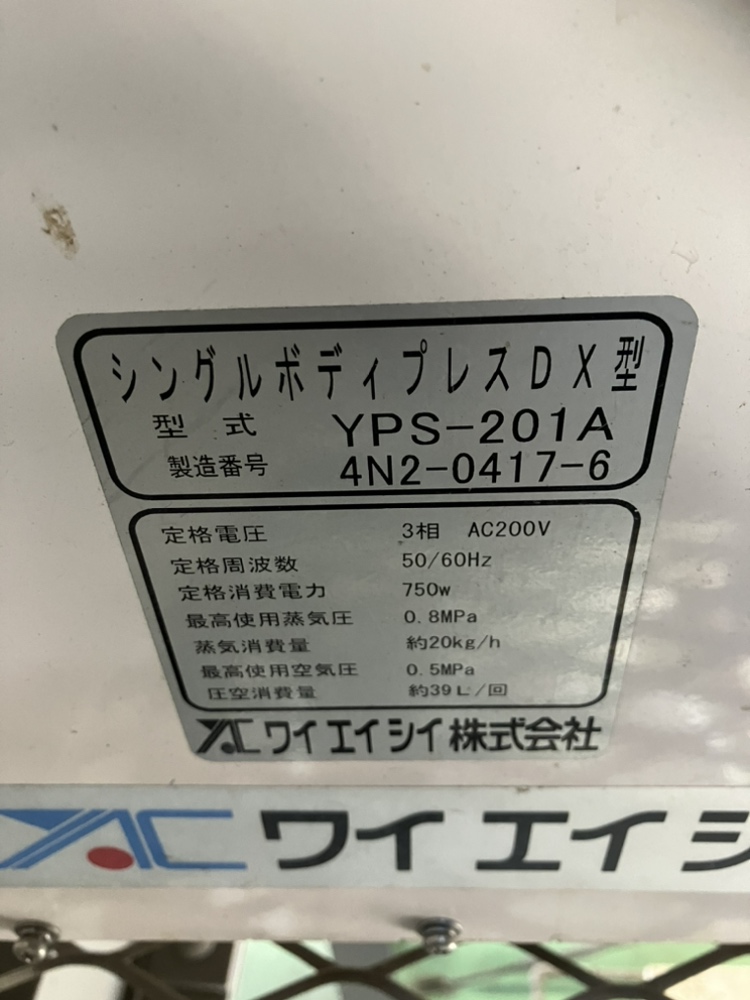 シングルボディプレスDX型
型式 YPS-201A
製造番号 4N2-0417-6
定格電圧 3相 AC200V
定格周波数 50/60Hz
定格消費電力 750w
最高使用蒸気圧 0.8MPa
蒸気消費量 約20kg/h
最高使用空気圧 0.5MPa
圧空消費量 約39L/回
YAC ワイエイシイ株式会社
YAC ワイエイシ